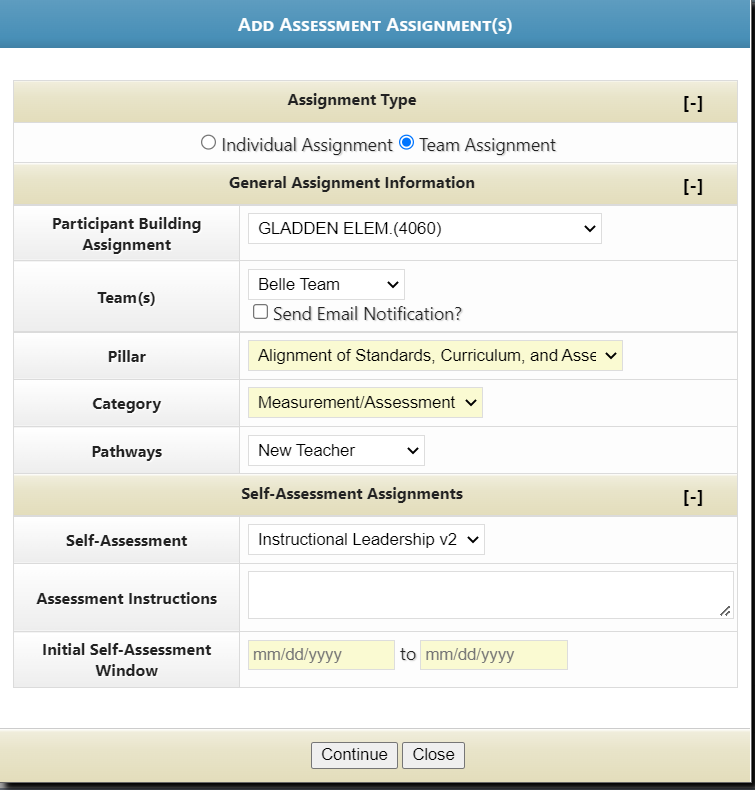 Add Assessment Assignment(s)
Assignment Type [-]
Individual Assignment Team Assignment
General Assignment Information [-]
Participant Building
Assignment
GLADDEN ELEM.(4060)
Team(s)
Belle Team
Send Email Notification?
Pillar
Alignment of Standards, Curriculum, and Asse
Category
Measurement/Assessment
Pathways
New Teacher
Self-Assessment Assignments [-]
Self-Assessment
Instructional Leadership v2
Assessment Instructions
Initial Self-Assessment
Window
mm/dd/yyyy to mm/dd/yyyy
Continue Close